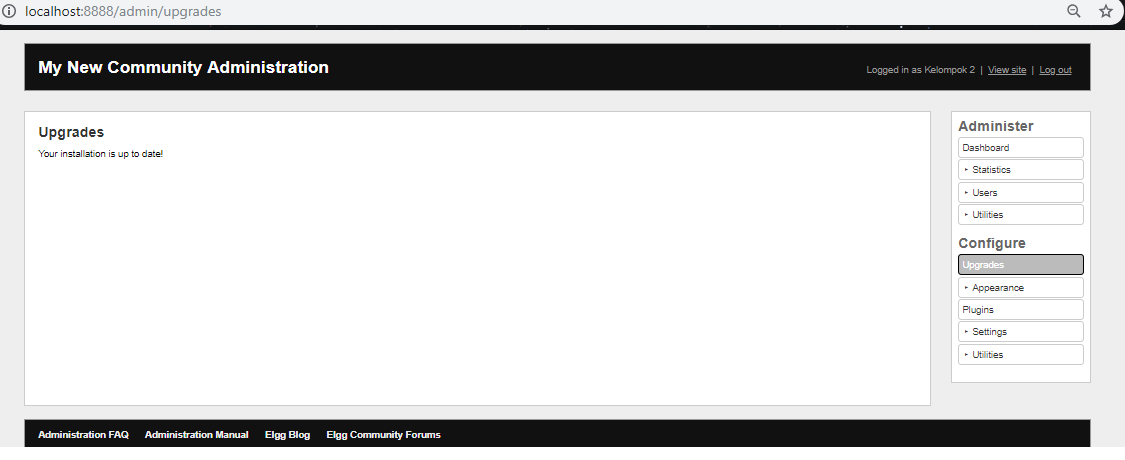 localhost:8888/admin/upgrades
My New Community Administration
Logged in as Kelompok 2 | View site | Log out
Upgrades
Your installation is up to date!
Administer
Dashboard
Statistics
Users
Utilities
Configure
Upgrades
Appearance
Plugins
Settings
Utilities
Administration FAQ Administration Manual Elgg Blog Elgg Community Forums